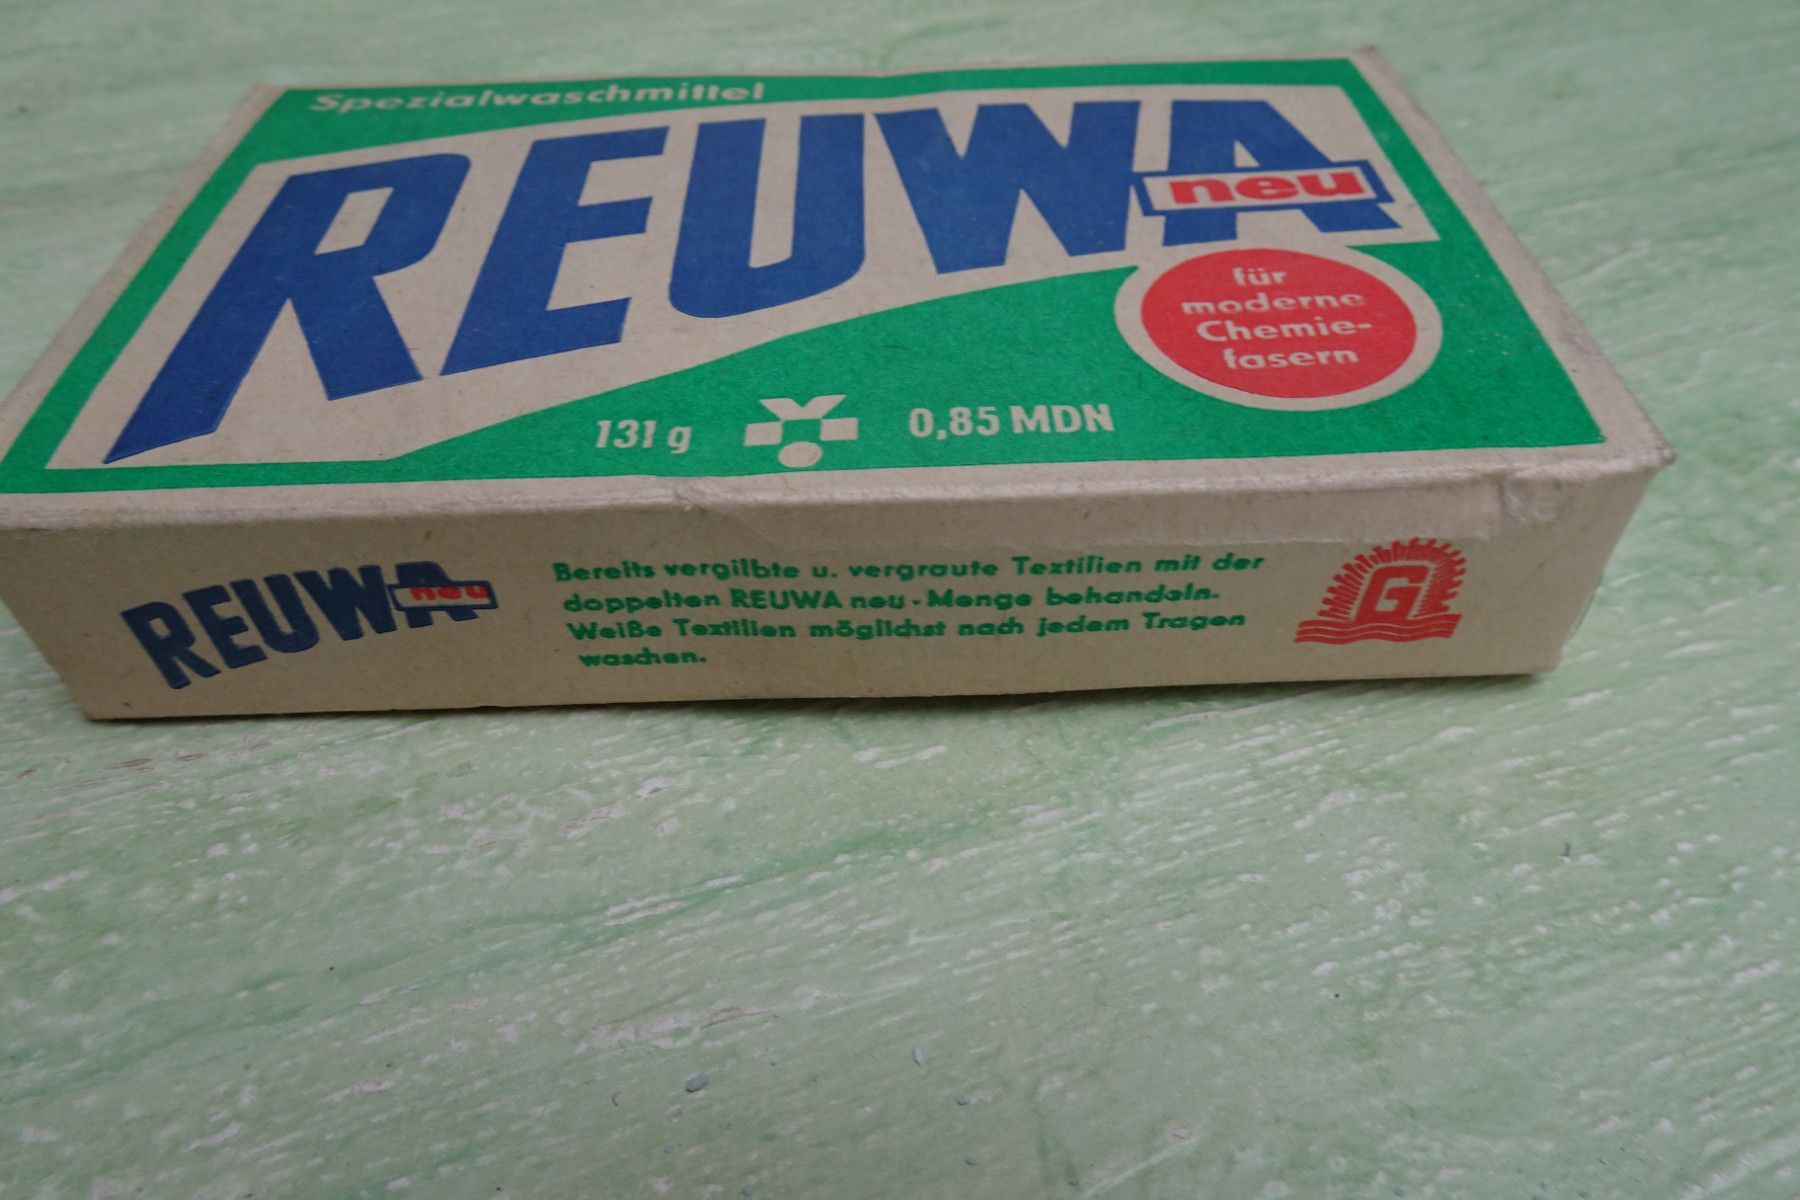 Spezialwaschmittel
REUWA
neu
für
moderne
Chemie-
fasern
131 g 0,85 MDN
REUWA
neu
Bereits vergilbte u. vergraute Textilien mit der
doppelten REUWA neu-Menge behandeln.
Weiße Textilien möglichst nach jedem Tragen
waschen.
G